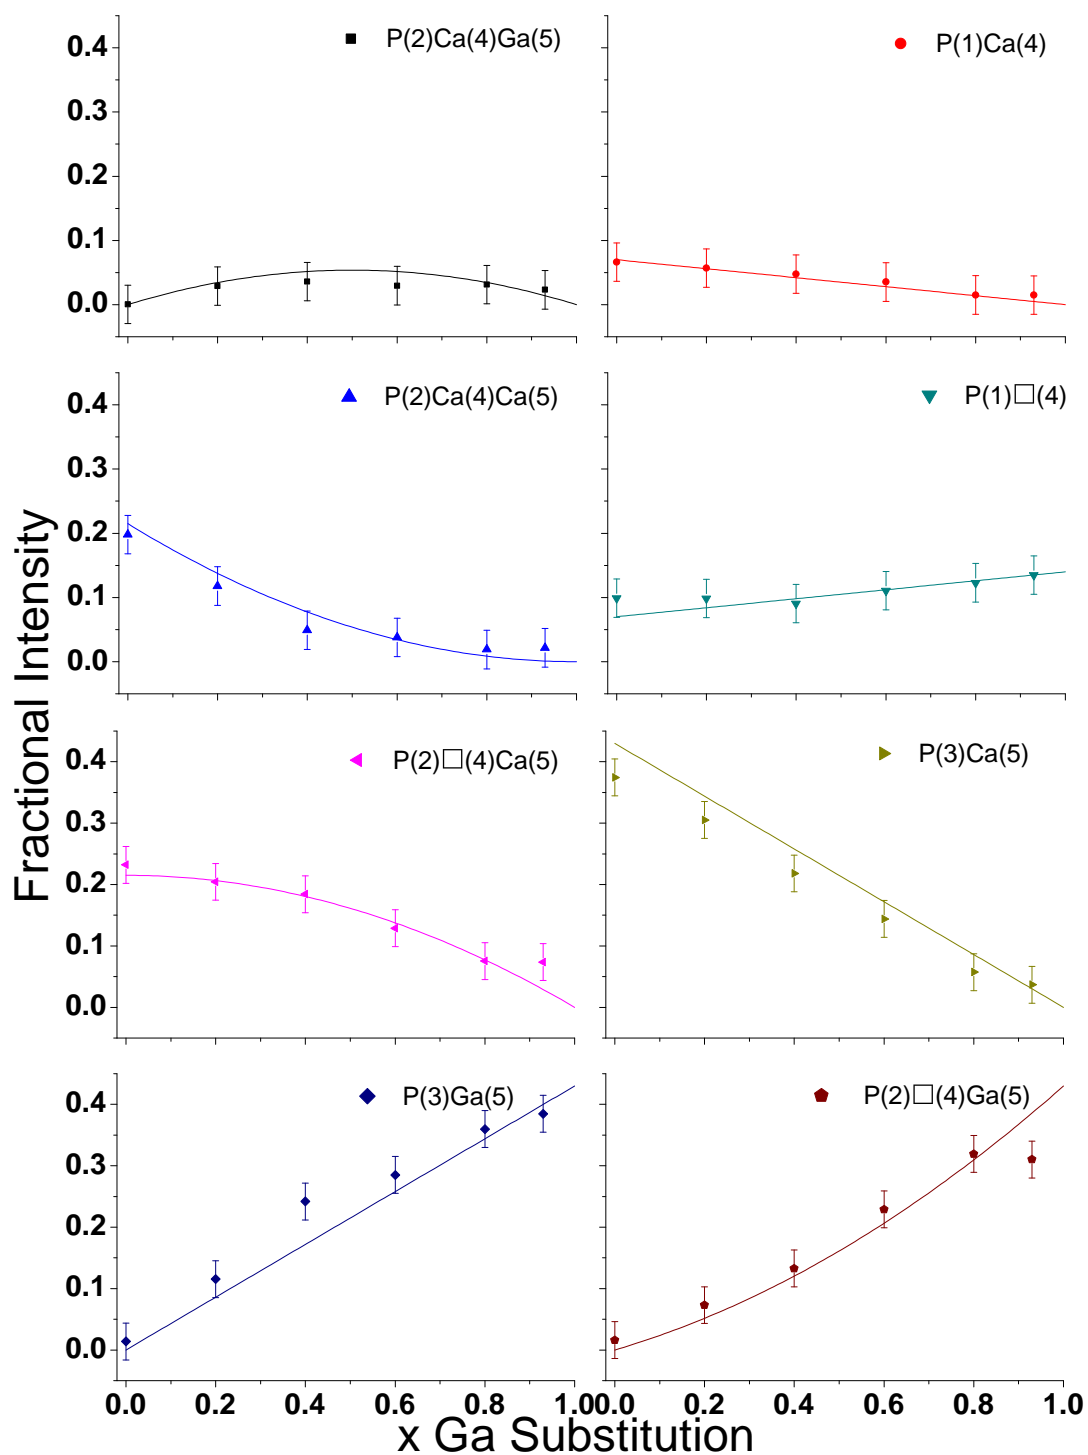 P(2)Ca(4)Ga(5)
P(1)Ca(4)
0.4
0.3
0.2
0.1
0.0
P(2)Ca(4)Ca(5)
P(1)□(4)
0.4
0.3
0.2
0.1
0.0
P(2)□(4)Ca(5)
P(3)Ca(5)
0.4
0.3
0.2
0.1
0.0
P(3)Ga(5)
P(2)□(4)Ga(5)
0.4
0.3
0.2
0.1
0.0
Fractional Intensity
0.0 0.2 0.4 0.6 0.8 1.0 0.0 0.2 0.4 0.6 0.8 1.0
x Ga Substitution